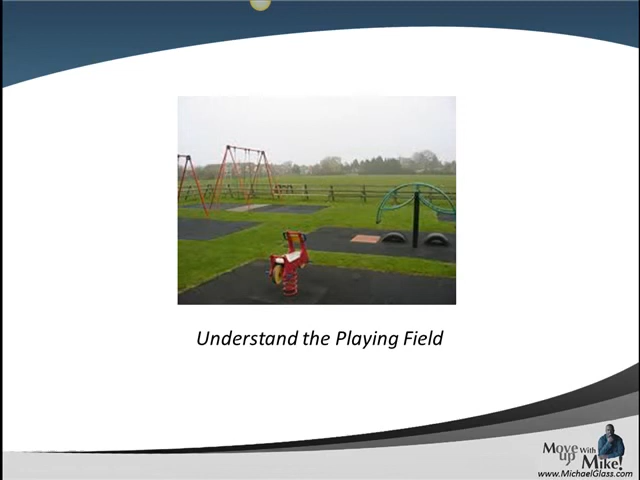 Understand the Playing Field
Move up With Mike!
www.MichaelGlass.com